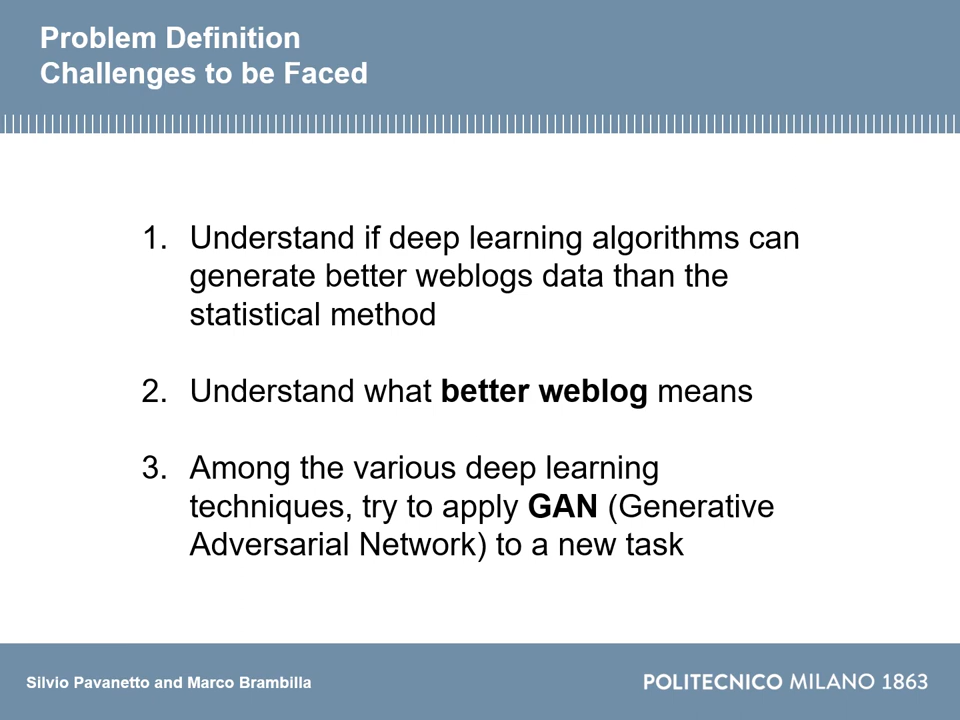 Problem Definition
Challenges to be Faced
1. Understand if deep learning algorithms can
generate better weblogs data than the
statistical method
2. Understand what better weblog means
3. Among the various deep learning
techniques, try to apply GAN (Generative
Adversarial Network) to a new task
Silvio Pavanetto and Marco Brambilla
POLITECNICO MILANO 1863